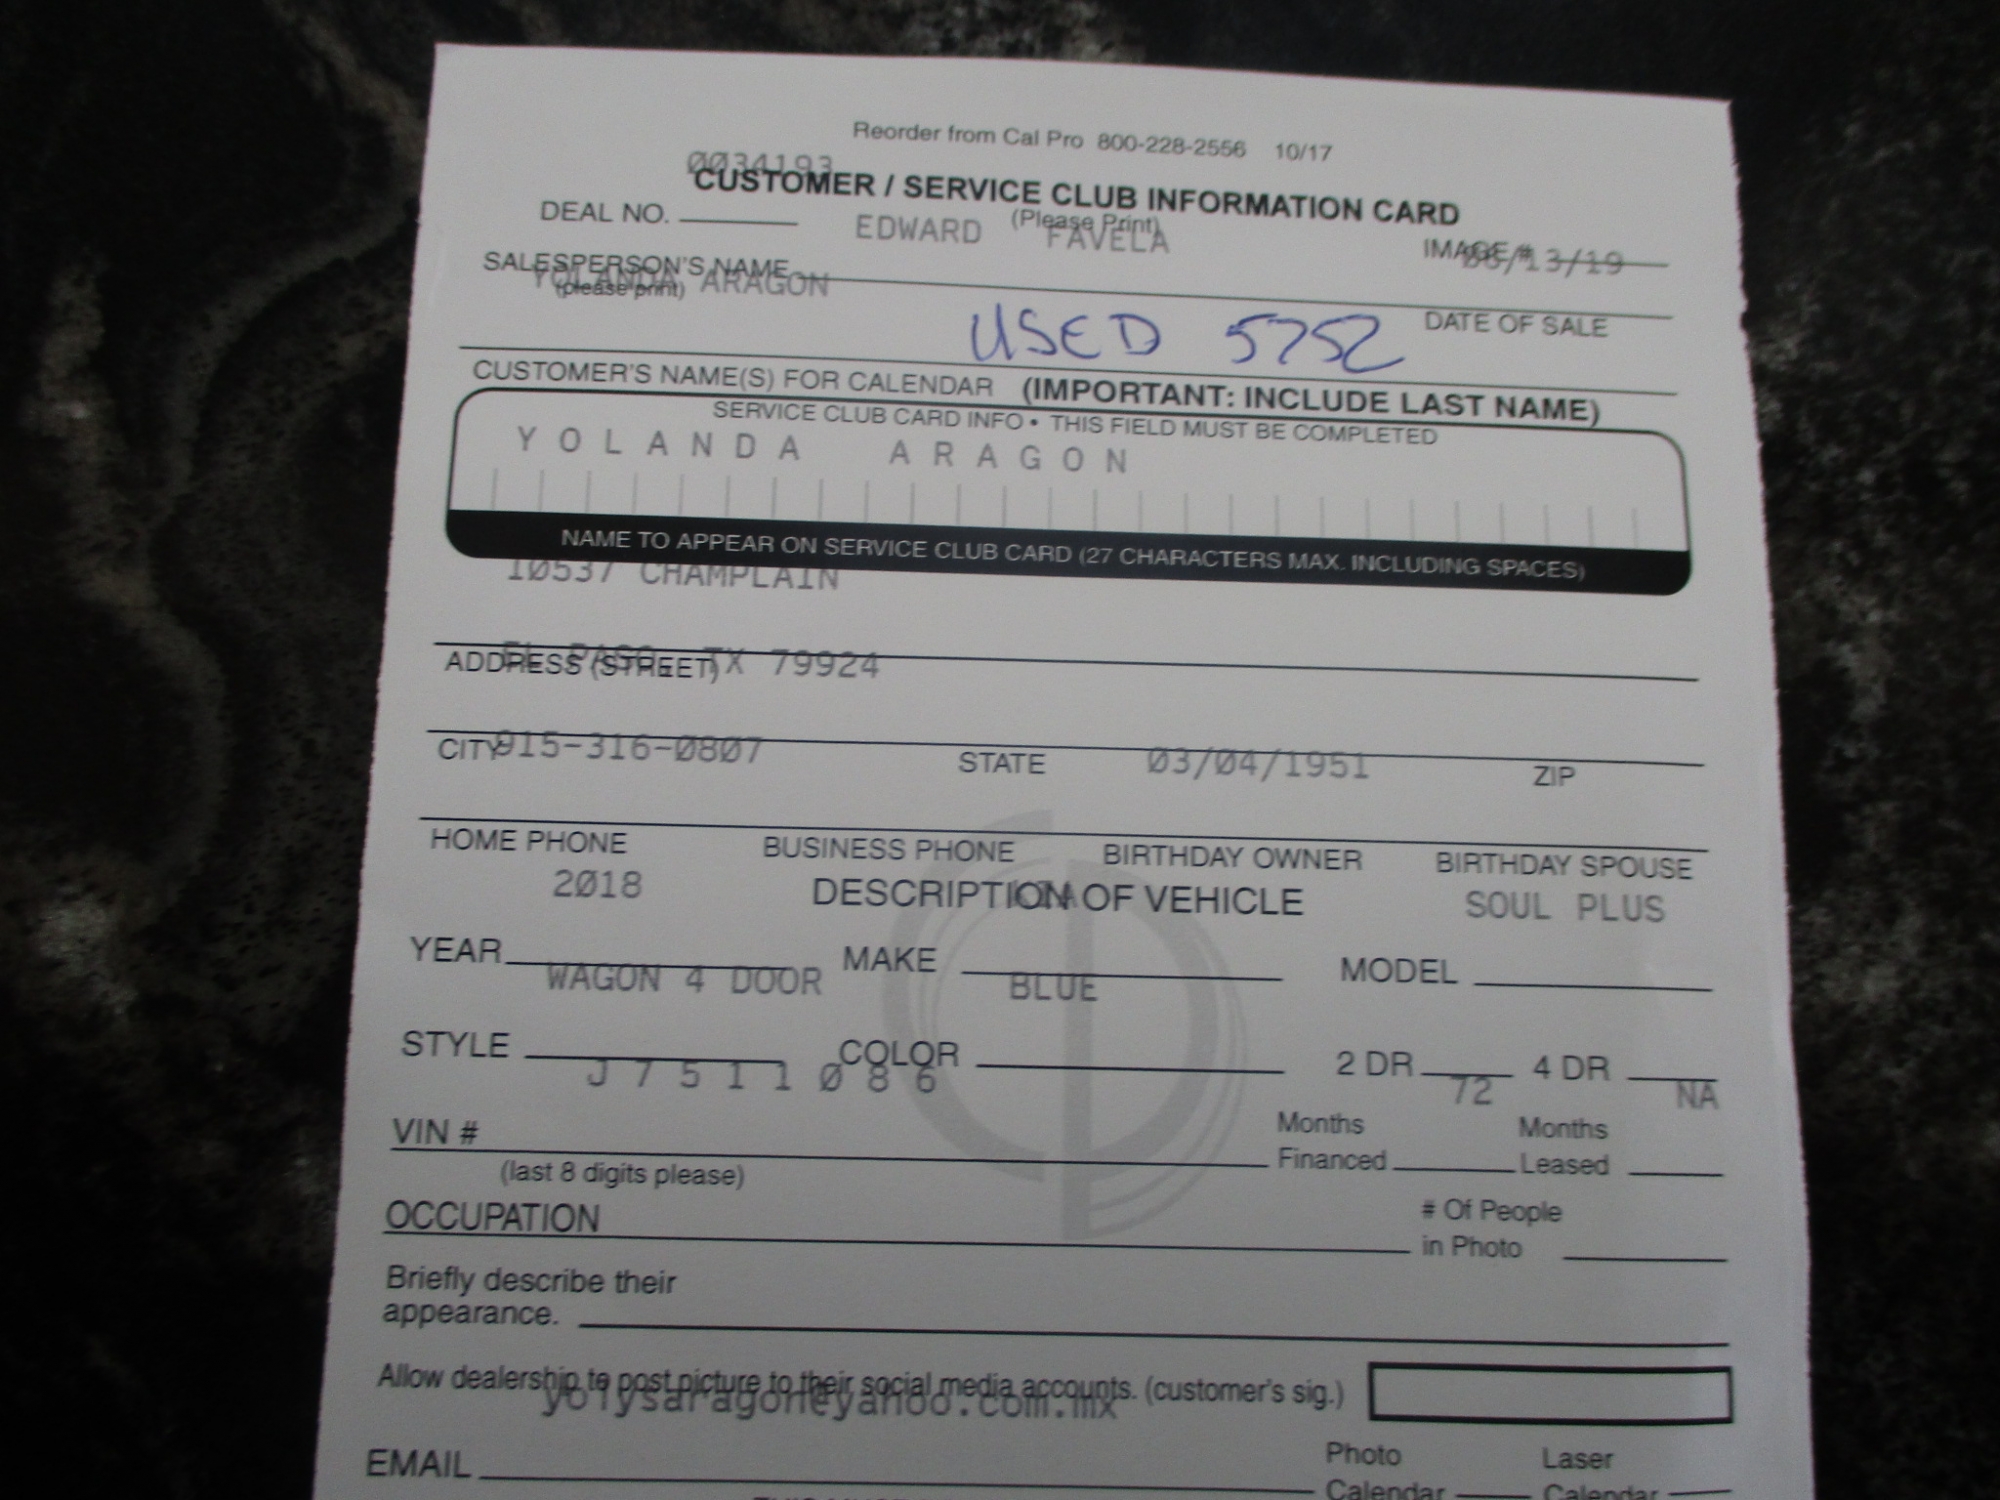 Reorder from Cal Pro 800-228-2556 10/17
0034193
CUSTOMER / SERVICE CLUB INFORMATION CARD
(Please Print)
DEAL NO.
EDWARD FAVELA
IMAGE #
/13/19
SALESPERSON'S NAME
(please print)
YOLANDA ARAGON
USED 5752
DATE OF SALE
CUSTOMER'S NAME(S) FOR CALENDAR (IMPORTANT: INCLUDE LAST NAME)
SERVICE CLUB CARD INFO • THIS FIELD MUST BE COMPLETED
YOLANDA ARAGON
NAME TO APPEAR ON SERVICE CLUB CARD (27 CHARACTERS MAX. INCLUDING SPACES)
10537 CHAMPLAIN
EL PASO, TX 79924
ADDRESS (STREET)
915-316-0807 03/04/1951
CITY STATE ZIP
HOME PHONE BUSINESS PHONE BIRTHDAY OWNER BIRTHDAY SPOUSE
2018 SOUL PLUS
DESCRIPTION OF VEHICLE
YEAR MAKE MODEL
WAGON 4 DOOR BLUE
STYLE COLOR 2 DR 4 DR
J7511086 72 NA
VIN # Months Financed Months Leased
(last 8 digits please)
OCCUPATION # Of People in Photo
Briefly describe their
appearance.
Allow dealership to post picture to their social media accounts. (customer's sig.)
EMAIL Photo Calendar Laser Calendar